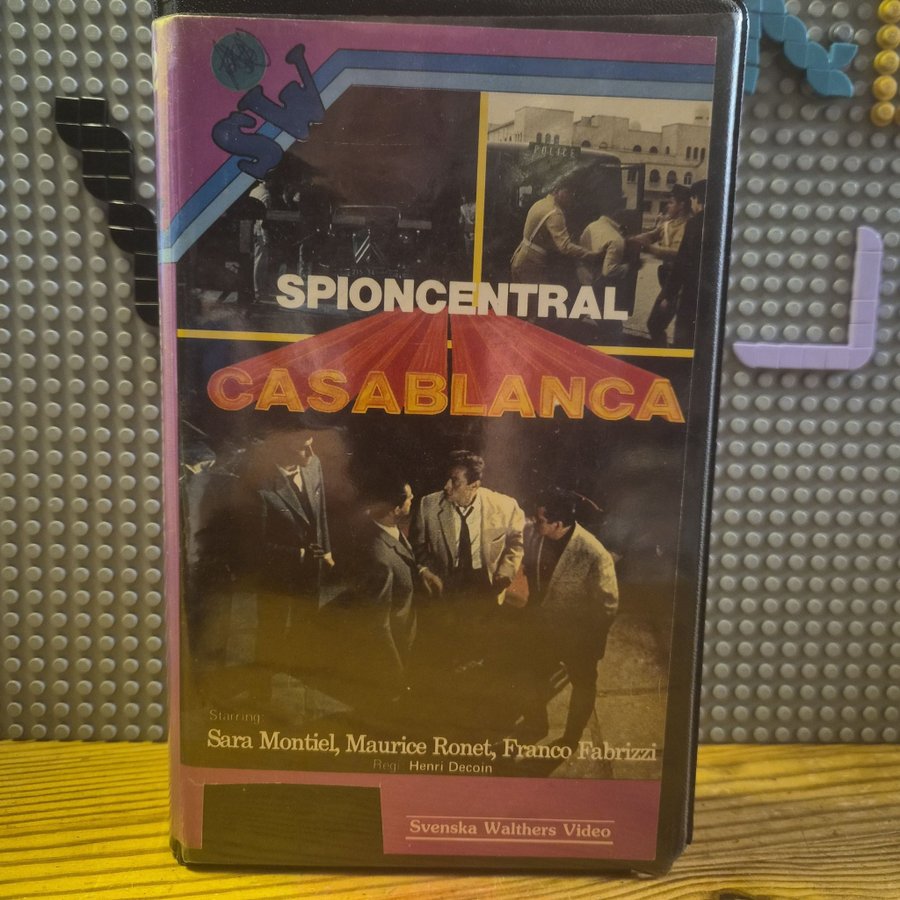 SW
POLICE
SPIONCENTRAL
CASABLANCA
Starring:
Sara Montiel, Maurice Ronet, Franco Fabrizzi
Regi: Henri Decoin
Svenska Walthers Video